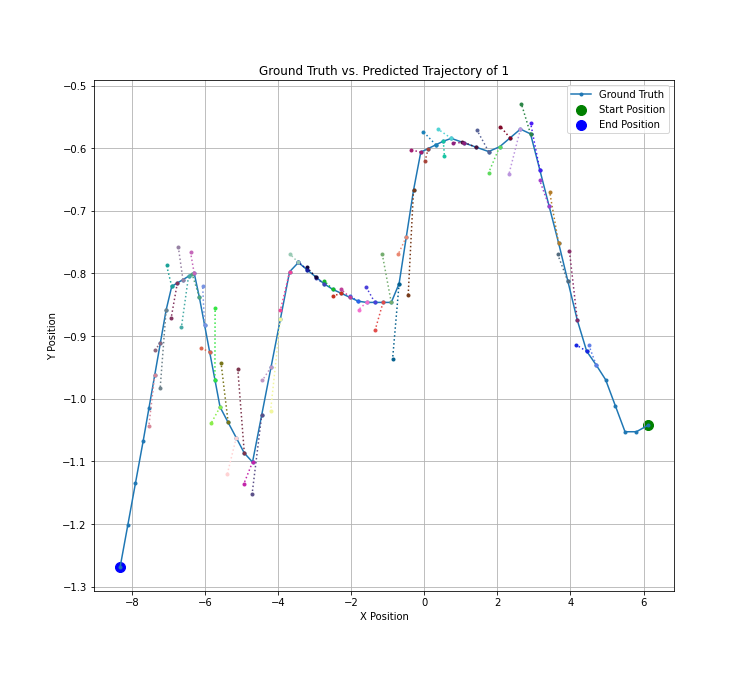 Ground Truth vs. Predicted Trajectory of 1
Ground Truth
Start Position
End Position
−0.5
−0.6
−0.7
−0.8
−0.9
−1.0
−1.1
−1.2
−1.3
Y Position
−8 −6 −4 −2 0 2 4 6
X Position